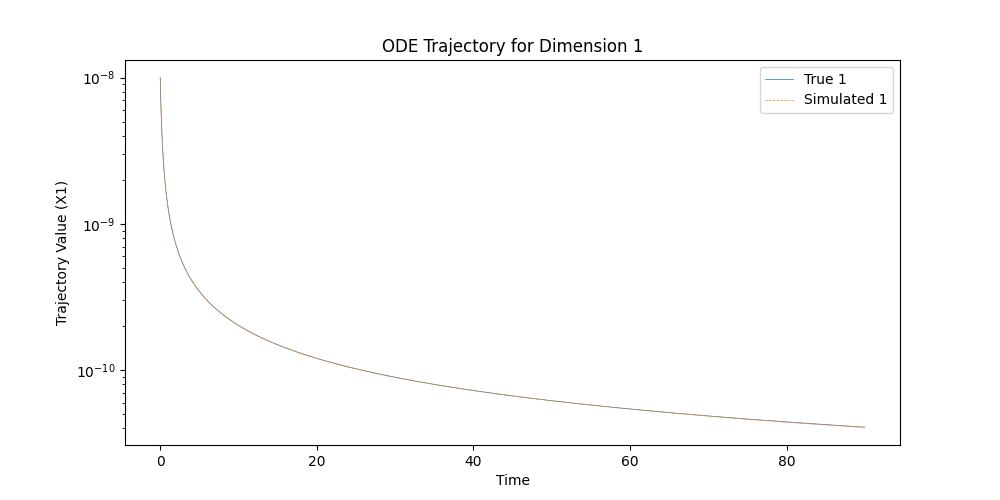 ODE Trajectory for Dimension 1
True 1
Simulated 1
Trajectory Value (X1)
10⁻⁸
10⁻⁹
10⁻¹⁰
0 20 40 60 80
Time